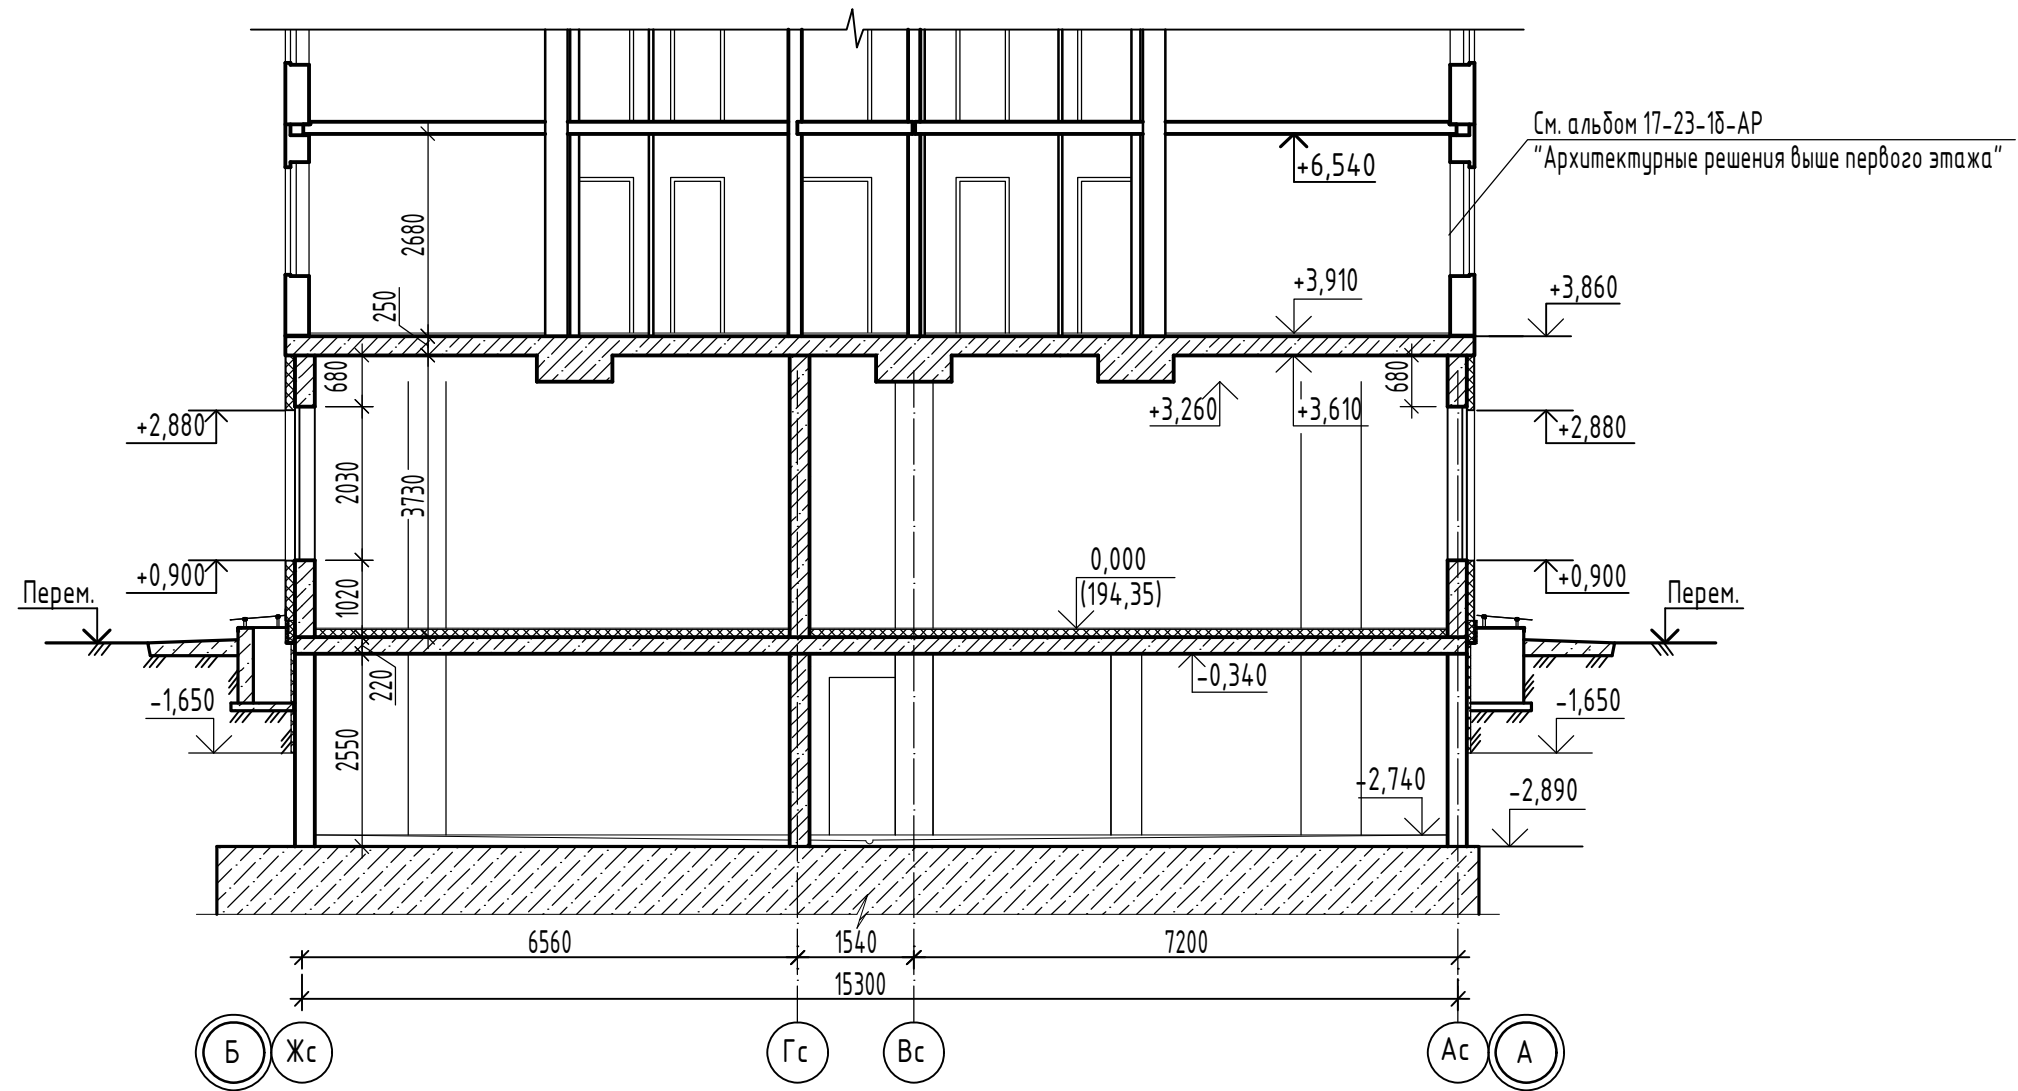 См. альбом 17-23-1б-АР
"Архитектурные решения выше первого этажа"
+6,540
2680
250
+3,910
+3,860
680
680
+3,260
+3,610
+2,880
+2,880
2030
3730
0,000
(194,35)
+0,900
+0,900
1020
Перем.
Перем.
220
-0,340
-1,650
-1,650
2550
-2,740
-2,890
6560
1540
7200
15300
Б
Жс
Гс
Вс
Ас
А